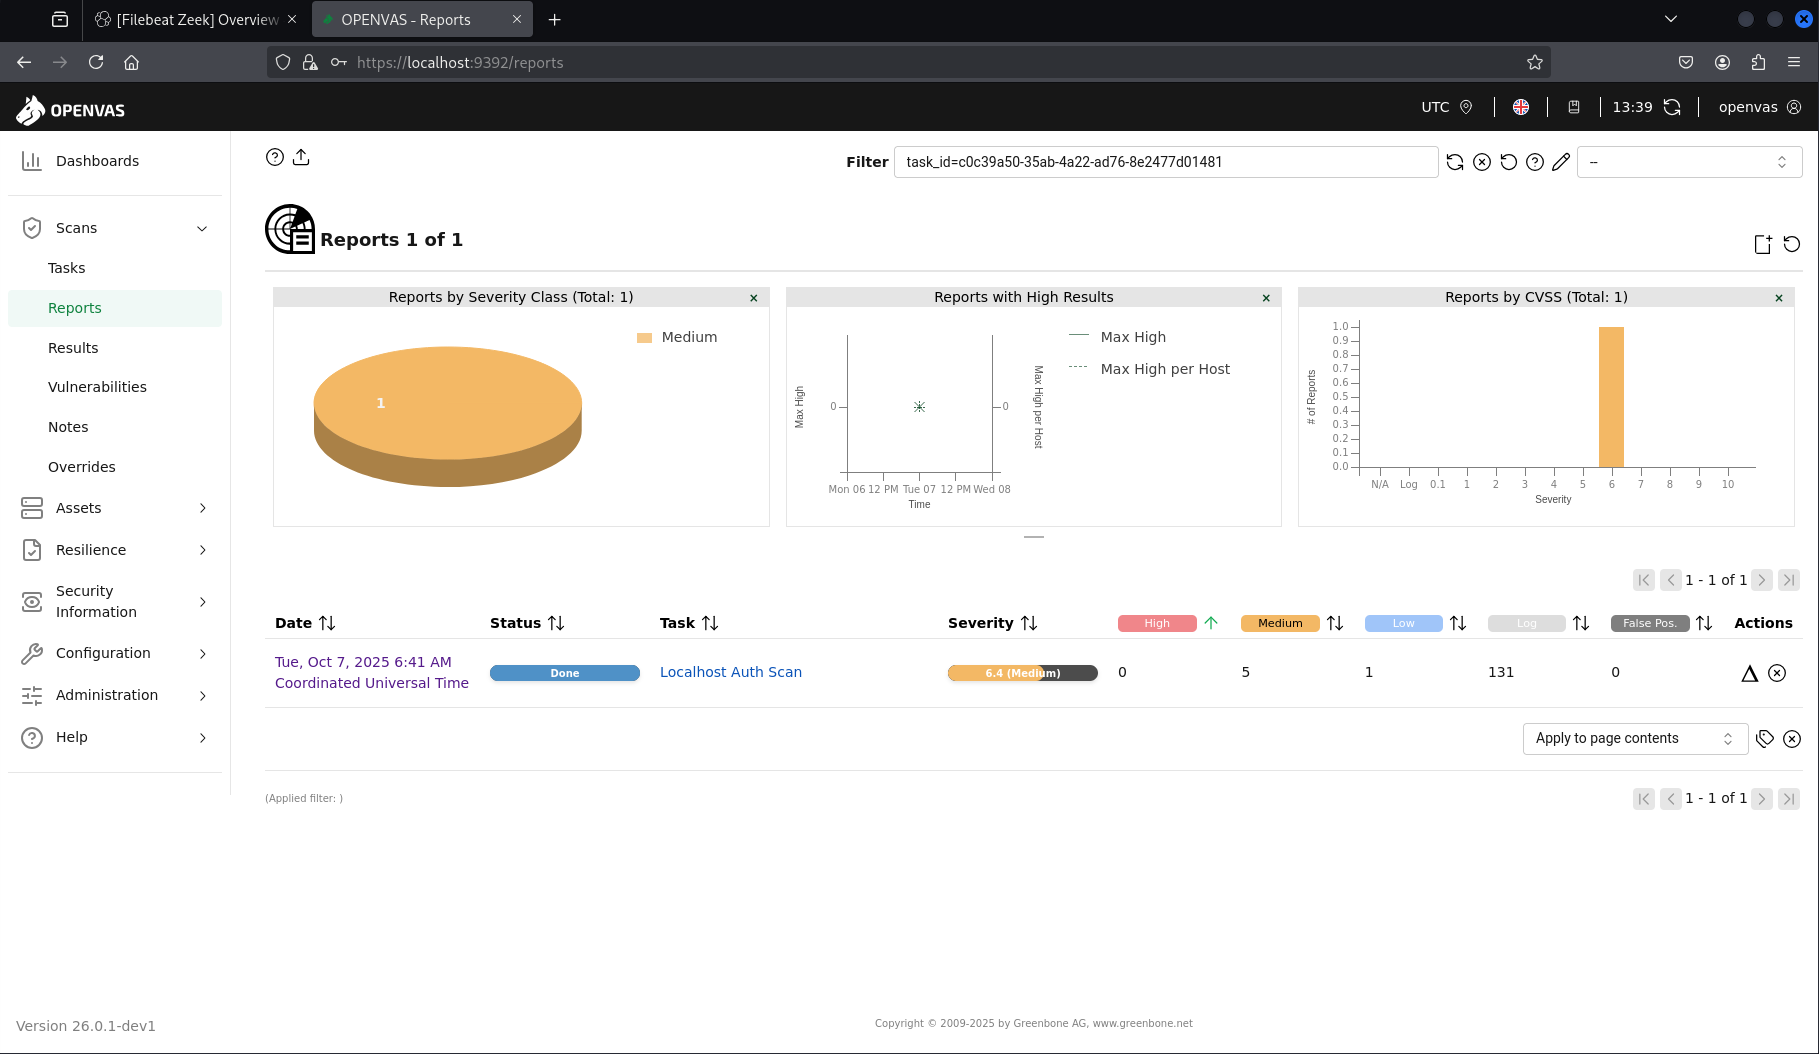 [Filebeat Zeek] Overview
OPENVAS - Reports
https://localhost:9392/reports
OPENVAS
UTC
13:39
openvas
Dashboards
Scans
Tasks
Reports
Results
Vulnerabilities
Notes
Overrides
Assets
Resilience
Security
Information
Configuration
Administration
Help
Version 26.0.1-dev1
Filter
task_id=c0c39a50-35ab-4a22-ad76-8e2477d01481
--
Reports 1 of 1
Reports by Severity Class (Total: 1)
Medium
1
Reports with High Results
Max High
Max High per Host
Max High
0
0
Max High per Host
Mon 06 12 PM Tue 07 12 PM Wed 08
Time
Reports by CVSS (Total: 1)
# of Reports
1.0
0.9
0.8
0.7
0.6
0.5
0.4
0.3
0.2
0.1
0.0
N/A Log 0.1 1 2 3 4 5 6 7 8 9 10
Severity
1 - 1 of 1
Date Status Task Severity High Medium Low Log False Pos. Actions
Tue, Oct 7, 2025 6:41 AM
Coordinated Universal Time
Done Localhost Auth Scan 6.4 (Medium) 0 5 1 131 0
Apply to page contents
(Applied filter: )
1 - 1 of 1
Copyright © 2009-2025 by Greenbone AG, www.greenbone.net